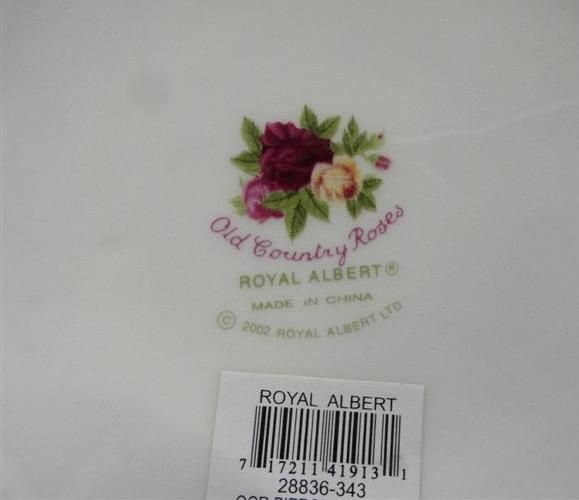 Old Country Roses
ROYAL ALBERT®
MADE IN CHINA
© 2002 ROYAL ALBERT LTD
ROYAL ALBERT
7 17211 41913 1
28836-343